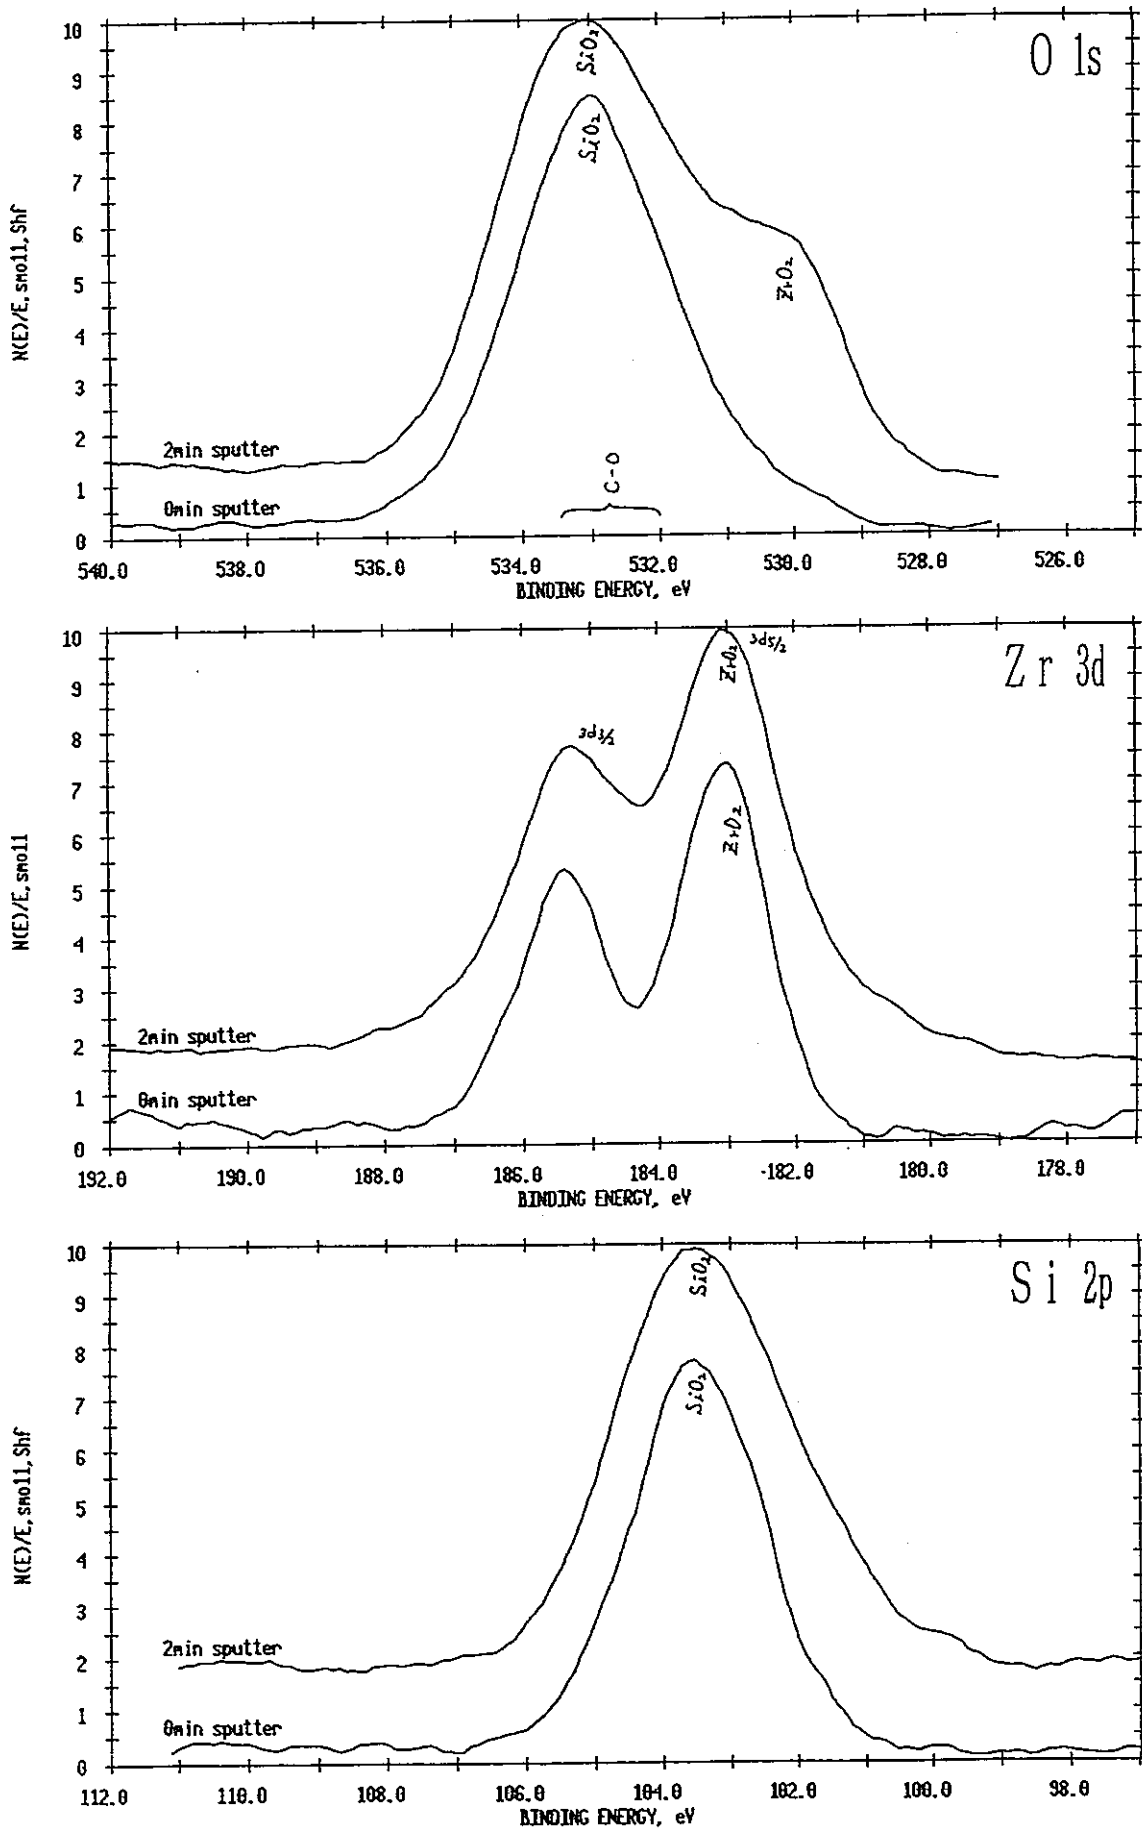 O 1s
10
9
8
7
6
5
4
3
2
1
0
N(E)/E, smo11, Shf
SiO₂
SiO₂
ZrO₂
C-O
2min sputter
0min sputter
540.0 538.0 536.0 534.0 532.0 530.0 528.0 526.0
BINDING ENERGY, eV
Zr 3d
10
9
8
7
6
5
4
3
2
1
0
N(E)/E, smo11
3d3/2
ZrO₂ 3d5/2
ZrO₂
2min sputter
0min sputter
192.0 190.0 188.0 186.0 184.0 182.0 180.0 178.0
BINDING ENERGY, eV
Si 2p
10
9
8
7
6
5
4
3
2
1
0
N(E)/E, smo11, Shf
SiO₂
SiO₂
2min sputter
0min sputter
112.0 110.0 108.0 106.0 104.0 102.0 100.0 98.0
BINDING ENERGY, eV